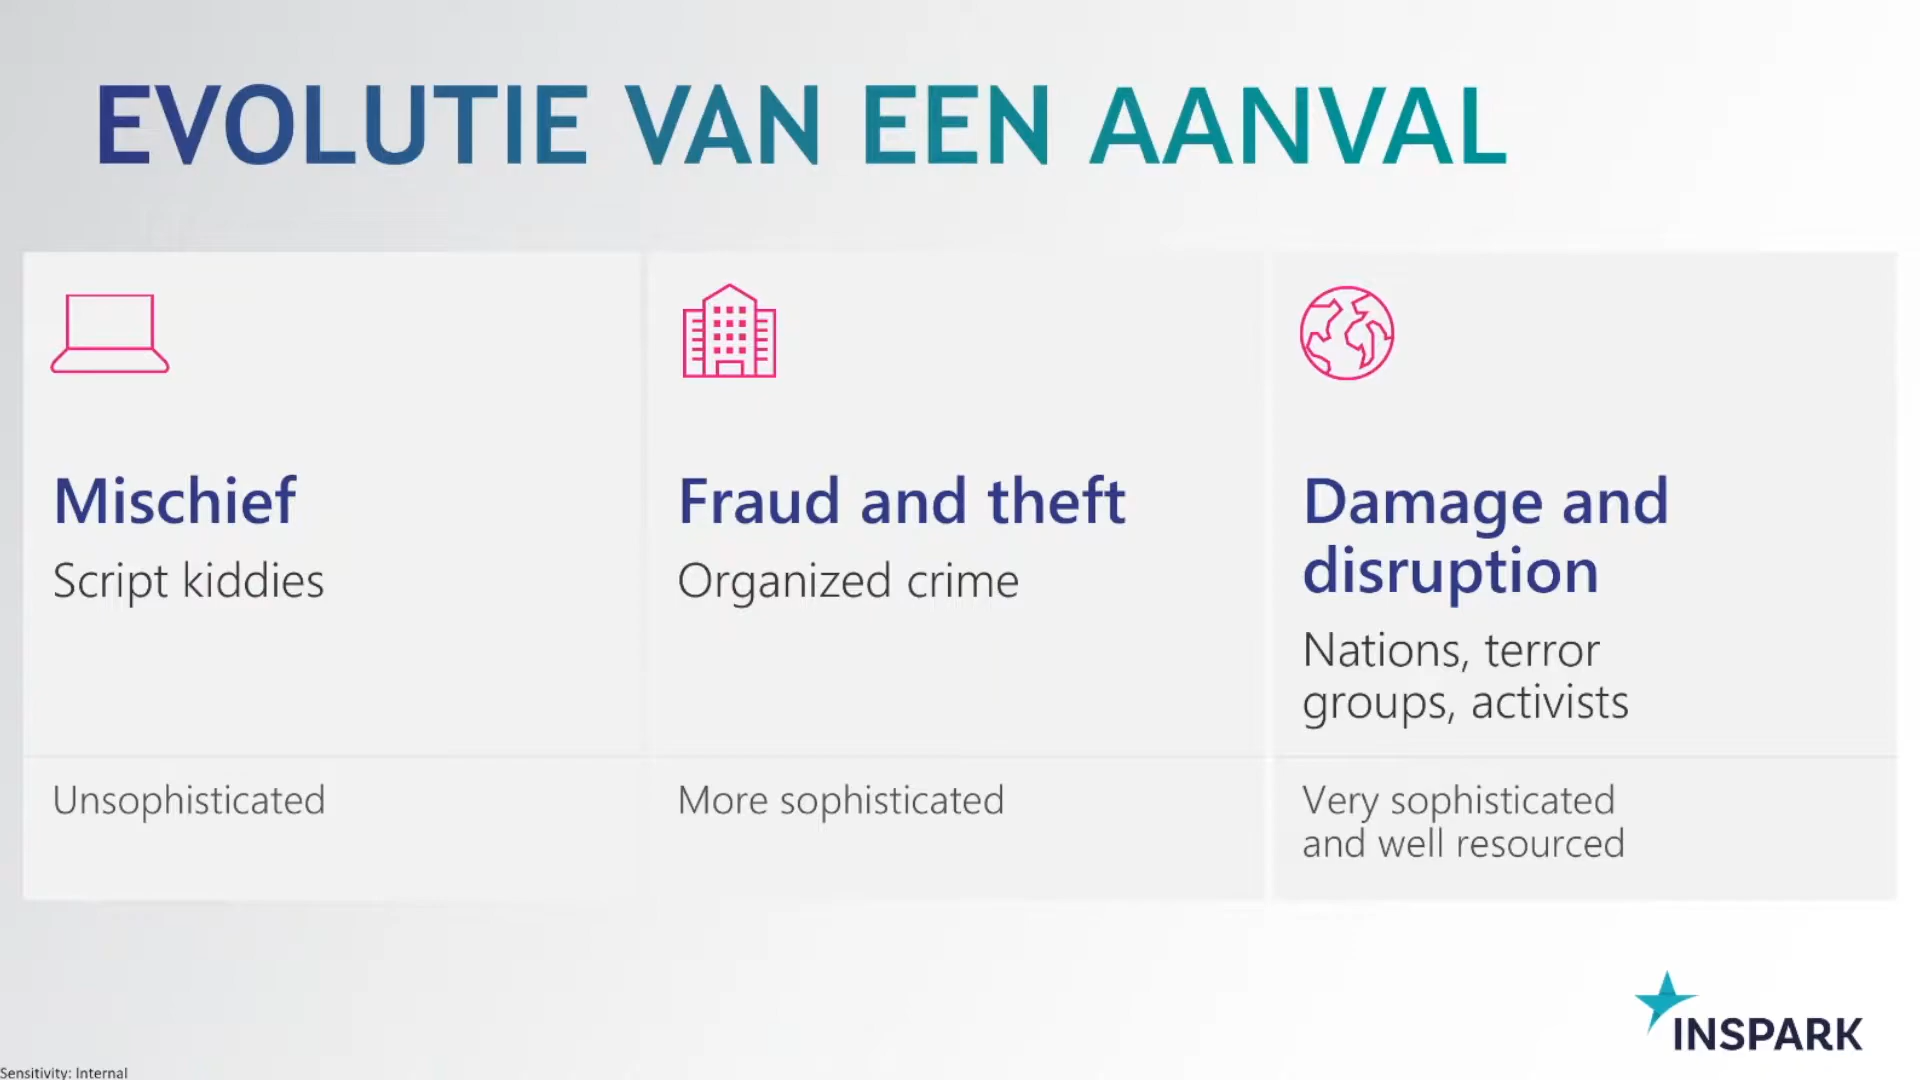 EVOLUTIE VAN EEN AANVAL
Mischief
Script kiddies
Unsophisticated
Fraud and theft
Organized crime
More sophisticated
Damage and
disruption
Nations, terror
groups, activists
Very sophisticated
and well resourced
INSPARK
Sensitivity: Internal